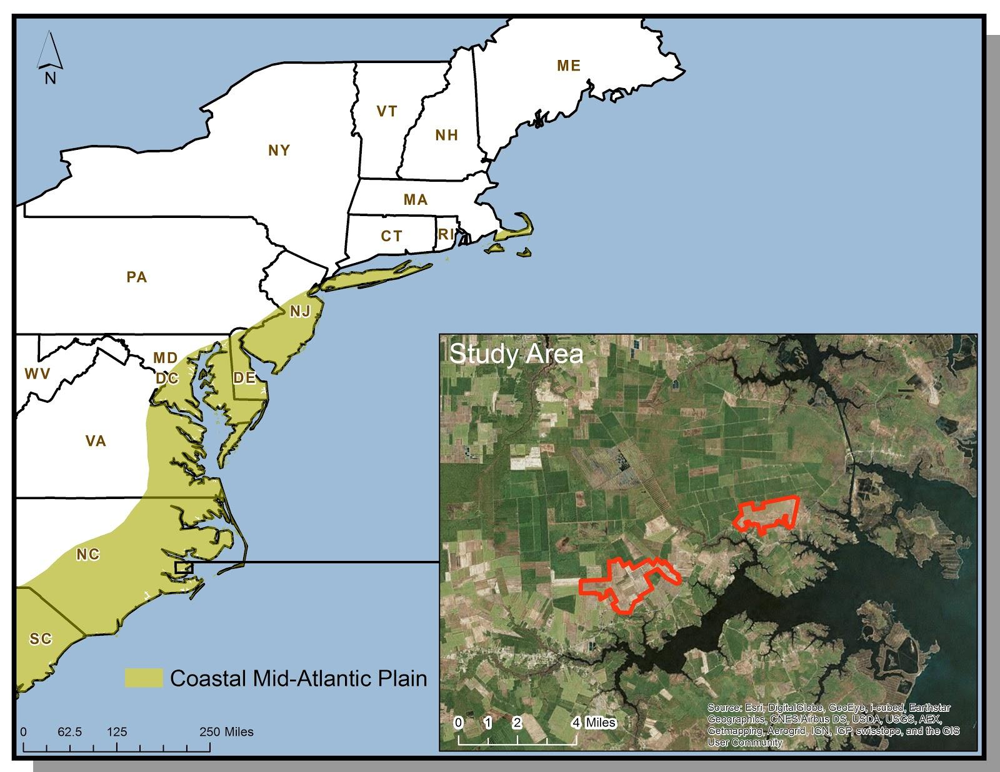 N
ME
VT
NH
NY
MA
CT
RI
PA
NJ
MD
DC
DE
WV
VA
NC
SC
Coastal Mid-Atlantic Plain
0 62.5 125 250 Miles
Study Area
0 1 2 4 Miles
Source: Esri, DigitalGlobe, GeoEye, i-cubed, Earthstar
Geographics, CNES/Airbus DS, USDA, USGS, AEX,
Getmapping, Aerogrid, IGN, IGP, swisstopo, and the GIS
User Community